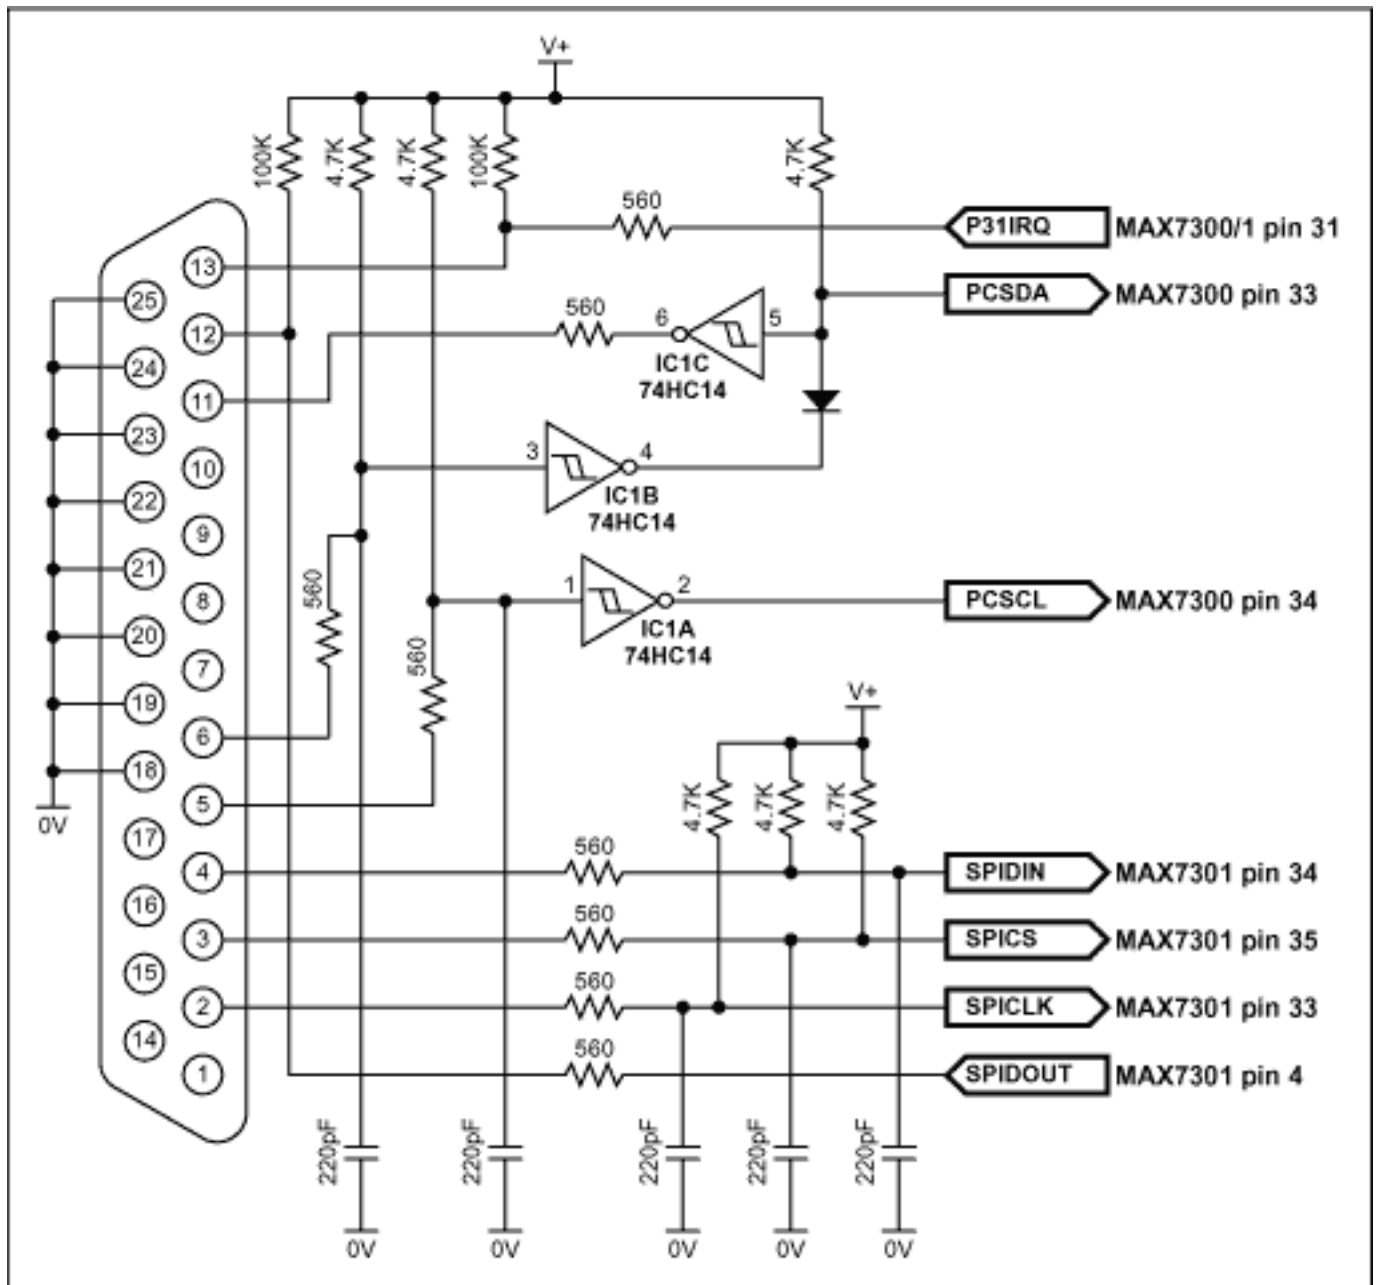 V+
100K
4.7K
4.7K
100K
4.7K
560
P31IRQ MAX7300/1 pin 31
13
25
PCSDA MAX7300 pin 33
560
12
6
5
IC1C
74HC14
24
11
23
3
4
10
IC1B
74HC14
22
9
21
560
8
1
2
PCSCL MAX7300 pin 34
IC1A
74HC14
20
560
7
19
V+
6
18
4.7K
4.7K
4.7K
5
0V
17
560
4
SPIDIN MAX7301 pin 34
16
560
3
SPICS MAX7301 pin 35
15
560
2
SPICLK MAX7301 pin 33
14
560
1
SPIDOUT MAX7301 pin 4
220pF
220pF
220pF
220pF
220pF
0V
0V
0V
0V
0V